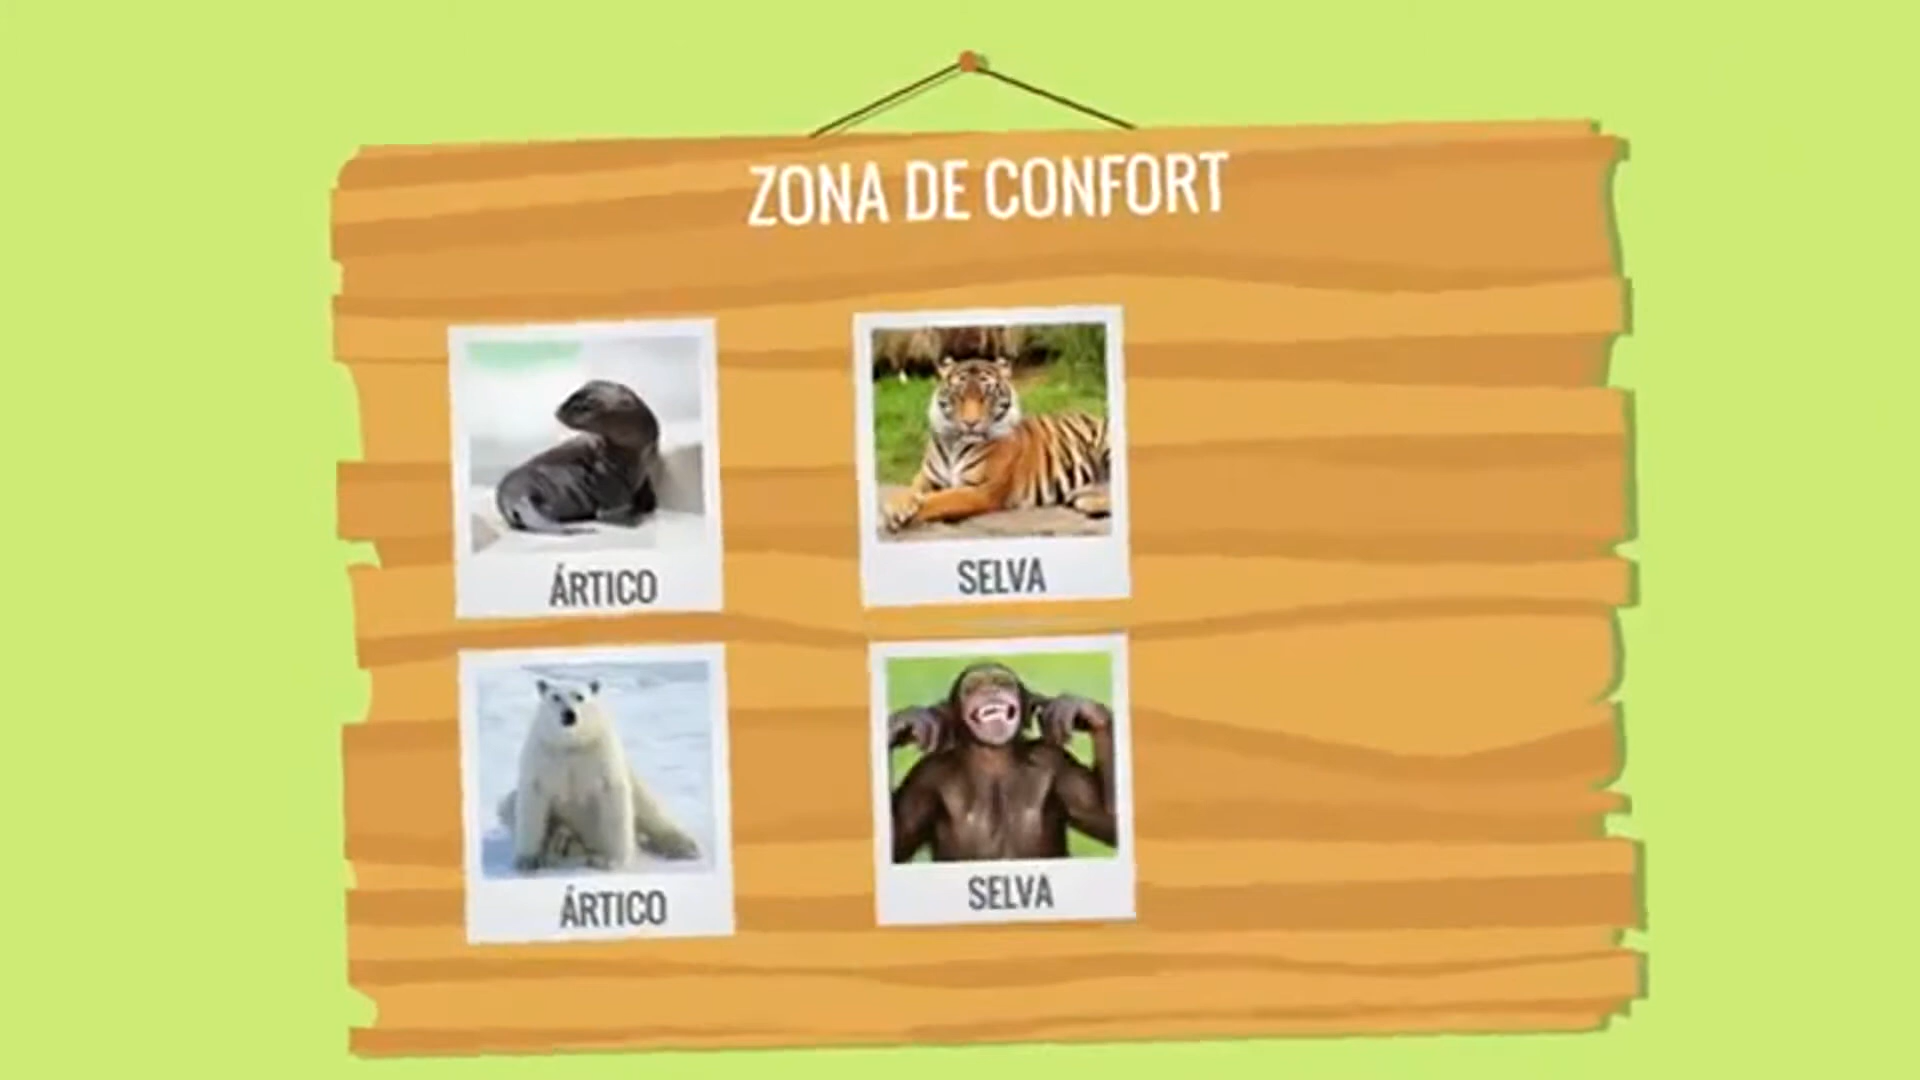 ZONA DE CONFORT
ÁRTICO
SELVA
ÁRTICO
SELVA